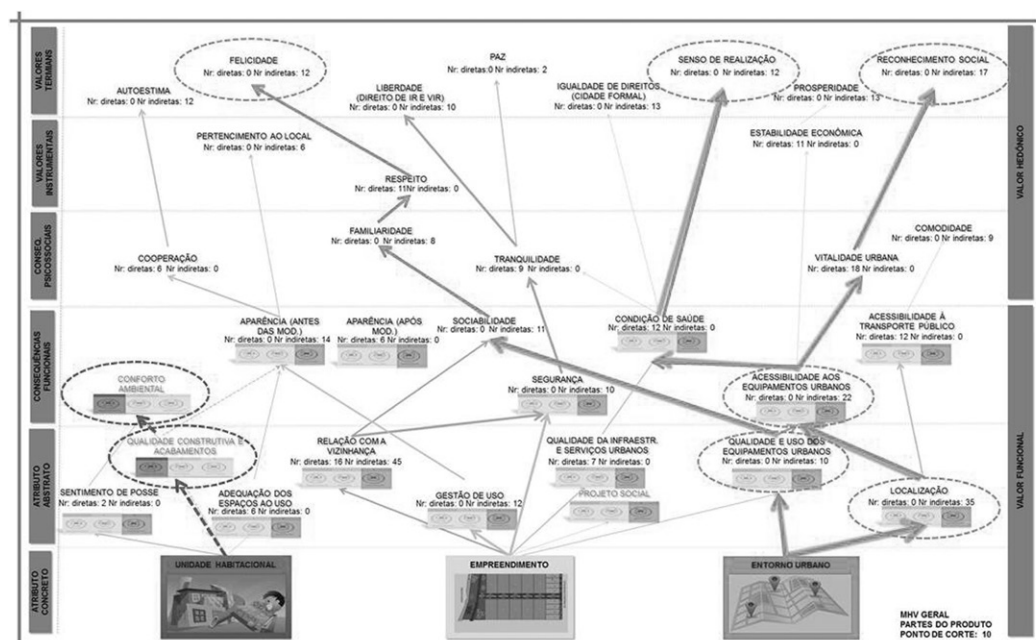 VALORES
TERMIANS
FELICIDADE
Nr: diretas: 0 Nr indiretas: 12
PAZ
Nr: diretas:0 Nr indiretas: 2
SENSO DE REALIZAÇÃO
Nr: diretas: 0 Nr indiretas: 12
RECONHECIMENTO SOCIAL
Nr: diretas: 0 Nr indiretas: 17
AUTOESTIMA
Nr: diretas: 0 Nr indiretas: 12
LIBERDADE
(DIREITO DE IR E VIR)
Nr: diretas: 0 Nr indiretas: 10
IGUALDADE DE DIREITOS
(CIDADE FORMAL)
Nr: diretas: 0 Nr indiretas: 13
PROSPERIDADE
Nr: diretas: 0 Nr indiretas: 13
VALOR HEDÔNICO
VALORES
INSTRUMENTAIS
PERTENCIMENTO AO LOCAL
Nr: diretas: 0 Nr indiretas: 6
ESTABILIDADE ECONÔMICA
Nr: diretas: 11 Nr indiretas: 0
RESPEITO
Nr: diretas: 11Nr indiretas: 0
CONSEQ.
PSICOSSOCIAIS
FAMILIARIDADE
Nr: diretas: 0 Nr indiretas: 8
COMODIDADE
Nr: diretas: 0 Nr indiretas: 9
COOPERAÇÃO
Nr: diretas: 6 Nr indiretas: 0
TRANQUILIDADE
Nr: diretas: 9 Nr indiretas: 0
VITALIDADE URBANA
Nr: diretas: 18 Nr indiretas: 0
CONSEQUÊNCIAS
FUNCIONAIS
APARÊNCIA (ANTES
DAS MOD.)
Nr: diretas: 0 Nr indiretas: 14
APARÊNCIA (APÓS
MOD.)
Nr: diretas: 6 Nr indiretas: 0
SOCIABILIDADE
Nr: diretas: 0 Nr indiretas: 11
CONDIÇÃO DE SAÚDE
Nr: diretas: 12 Nr indiretas: 0
ACESSIBILIDADE À
TRANSPORTE PÚBLICO
Nr: diretas: 12 Nr indiretas: 0
CONFORTO
AMBIENTAL
SEGURANÇA
Nr: diretas: 0 Nr indiretas: 10
ACESSIBILIDADE AOS
EQUIPAMENTOS URBANOS
Nr: diretas: 0 Nr indiretas: 22
VALOR FUNCIONAL
ATRIBUTO
ABSTRATO
QUALIDADE CONSTRUTIVA E
ACABAMENTOS
RELAÇÃO COM A
VIZINHANÇA
Nr: diretas: 16 Nr indiretas: 45
QUALIDADE DA INFRAESTR.
E SERVIÇOS URBANOS
Nr: diretas: 7 Nr indiretas: 0
QUALIDADE E USO DOS
EQUIPAMENTOS URBANOS
Nr: diretas: 0 Nr indiretas: 10
SENTIMENTO DE POSSE
Nr: diretas: 2 Nr indiretas: 0
ADEQUAÇÃO DOS
ESPAÇOS AO USO
Nr: diretas: 6 Nr indiretas: 0
GESTÃO DE USO
Nr: diretas: 0 Nr indiretas: 12
PROJETO SOCIAL
LOCALIZAÇÃO
Nr: diretas: 0 Nr indiretas: 35
ATRIBUTO
CONCRETO
UNIDADE HABITACIONAL
EMPREENDIMENTO
ENTORNO URBANO
MHV GERAL
PARTES DO PRODUTO
PONTO DE CORTE: 10